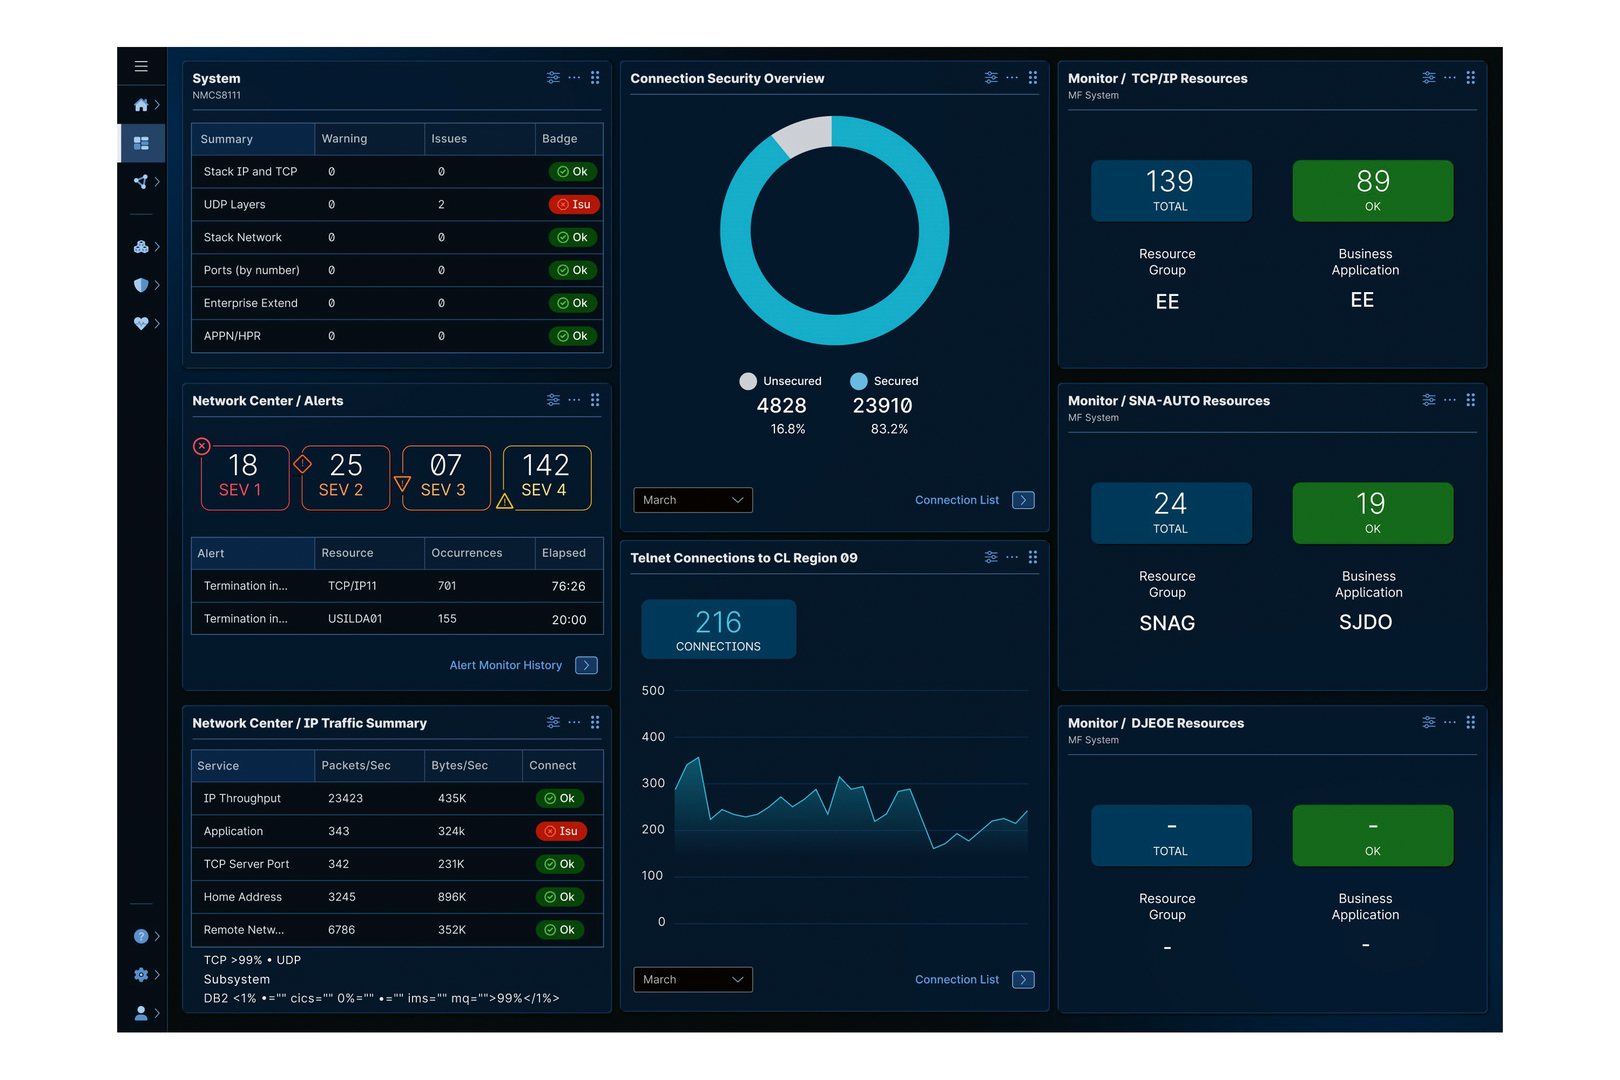 System
NMCS8111
Summary Warning Issues Badge
Stack IP and TCP 0 0 Ok
UDP Layers 0 2 Isu
Stack Network 0 0 Ok
Ports (by number) 0 0 Ok
Enterprise Extend 0 0 Ok
APPN/HPR 0 0 Ok
Network Center / Alerts
18 25 07 142
SEV 1 SEV 2 SEV 3 SEV 4
Alert Resource Occurrences Elapsed
Termination in... TCP/IP11 701 76:26
Termination in... USILDA01 155 20:00
Alert Monitor History
Network Center / IP Traffic Summary
Service Packets/Sec Bytes/Sec Connect
IP Throughput 23423 435K Ok
Application 343 324k Isu
TCP Server Port 342 231K Ok
Home Address 3245 896K Ok
Remote Netw... 6786 352K Ok
TCP >99% • UDP
Subsystem
DB2 <1% •="" cics="" 0%="" •="" ims="" mq="">99%</1%>
Connection Security Overview
Unsecured Secured
4828 23910
16.8% 83.2%
March Connection List
Telnet Connections to CL Region 09
216
CONNECTIONS
500
400
300
200
100
0
March Connection List
Monitor / TCP/IP Resources
MF System
139 89
TOTAL OK
Resource Business
Group Application
EE EE
Monitor / SNA-AUTO Resources
MF System
24 19
TOTAL OK
Resource Business
Group Application
SNAG SJDO
Monitor / DJEOE Resources
MF System
- -
TOTAL OK
Resource Business
Group Application
- -